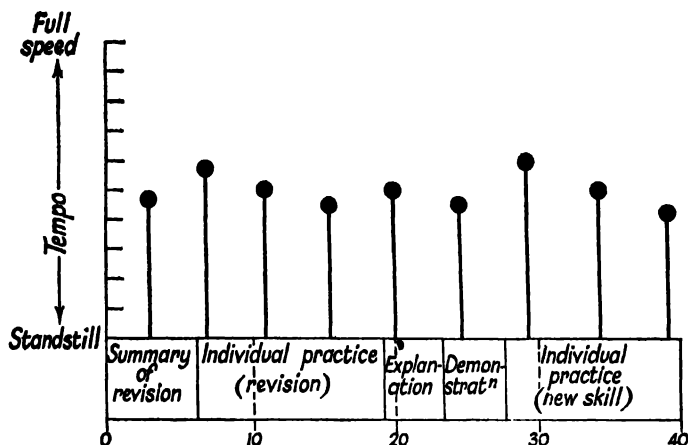 Full
speed
Tempo
Standstill
Summary
of
revision
Individual practice
(revision)
Explan-
ation
Demon-
stratⁿ
Individual
practice
(new skill)
0 10 20 30 40